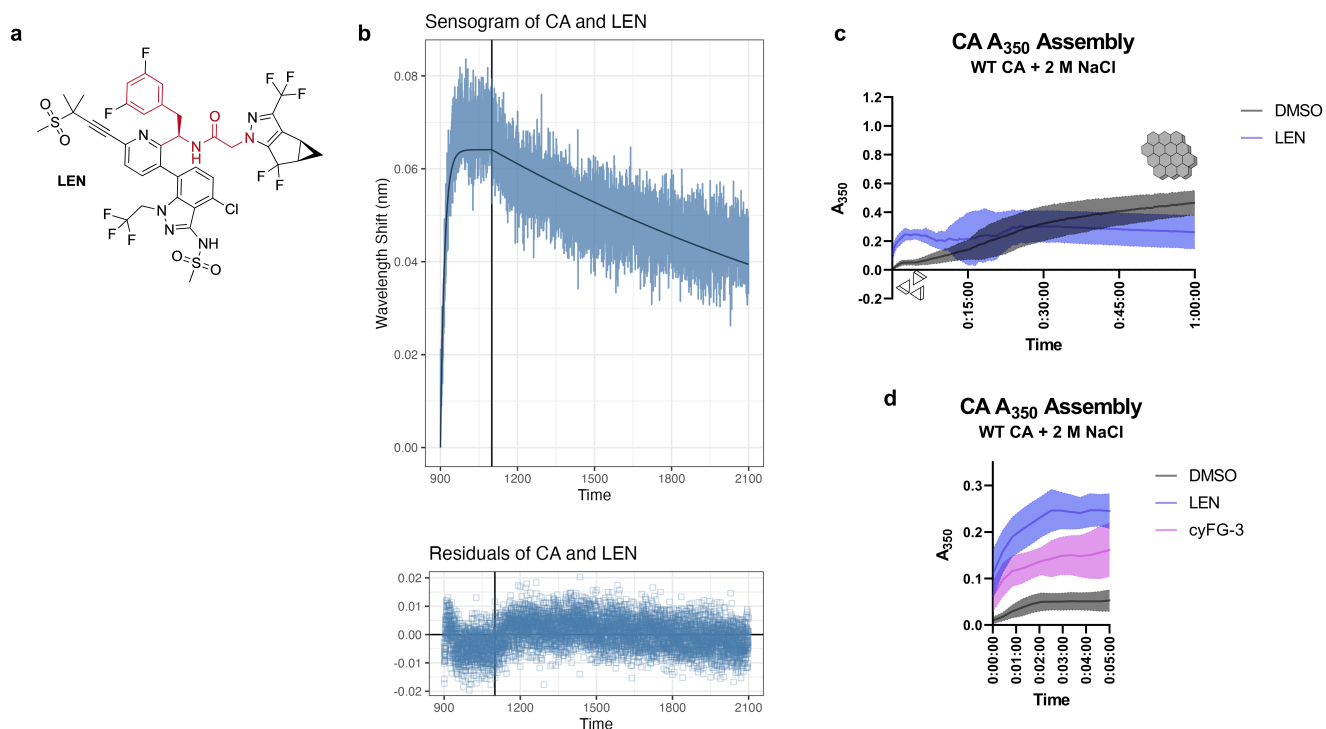 a
F
F
F
F
F
N
O
O
S
O
N
N
H
N
F
F
LEN
Cl
F
F
F
N
N
NH
O
S
O
b
Sensogram of CA and LEN
Wavelength Shift (nm)
0.08
0.06
0.04
0.02
0.00
900
1200
1500
1800
2100
Time
Residuals of CA and LEN
0.02
0.01
0.00
-0.01
-0.02
900
1200
1500
1800
2100
Time
c
CA A350 Assembly
WT CA + 2 M NaCl
A350
1.2
1.0
0.8
0.6
0.4
0.2
0.0
-0.2
0:15:00
0:30:00
0:45:00
1:00:00
Time
DMSO
LEN
d
CA A350 Assembly
WT CA + 2 M NaCl
A350
0.3
0.2
0.1
0.0
0:00:00
0:01:00
0:02:00
0:03:00
0:04:00
0:05:00
Time
DMSO
LEN
cyFG-3